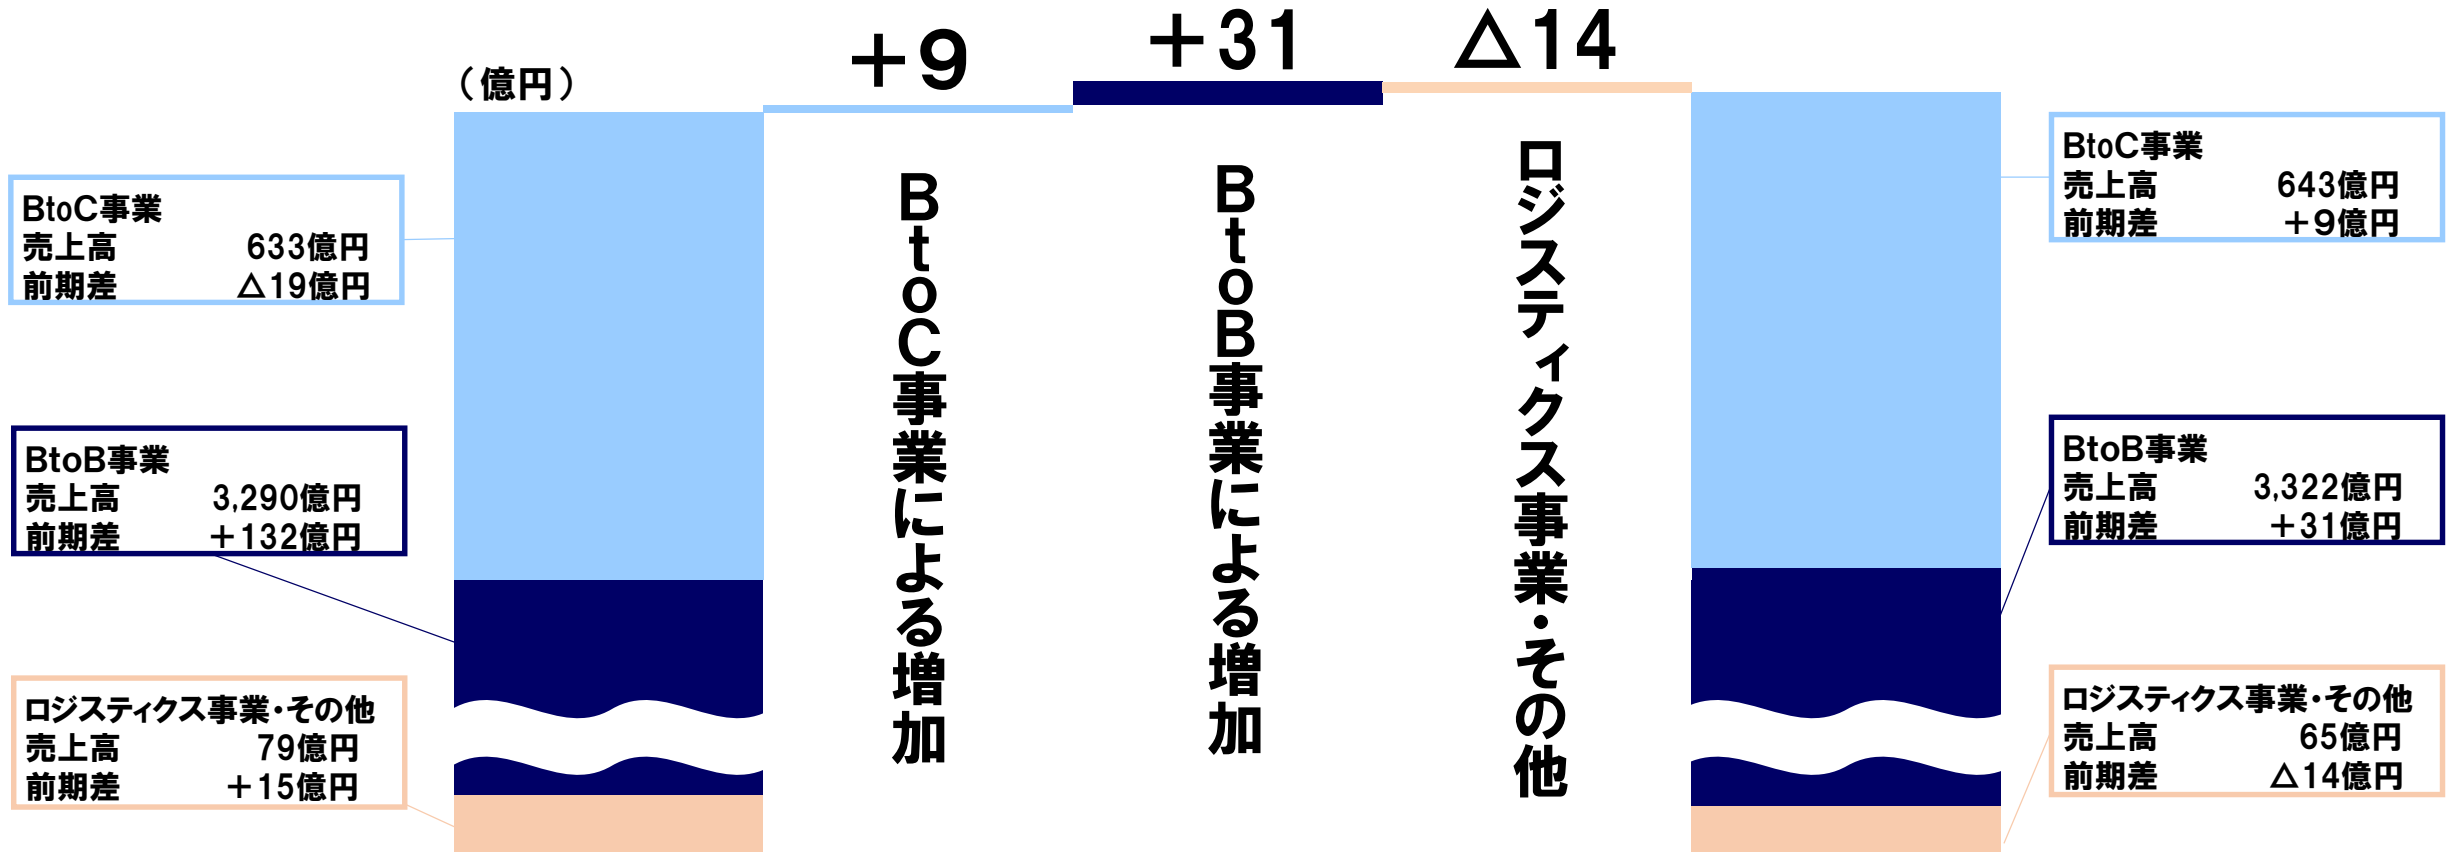 （億円）
＋9
＋31
△14
BtoC事業
売上高 633億円
前期差 △19億円
BtoB事業
売上高 3,290億円
前期差 ＋132億円
ロジスティクス事業・その他
売上高 79億円
前期差 ＋15億円
BtoC事業による増加
BtoB事業による増加
ロジスティクス事業・その他
BtoC事業
売上高 643億円
前期差 ＋9億円
BtoB事業
売上高 3,322億円
前期差 ＋31億円
ロジスティクス事業・その他
売上高 65億円
前期差 △14億円